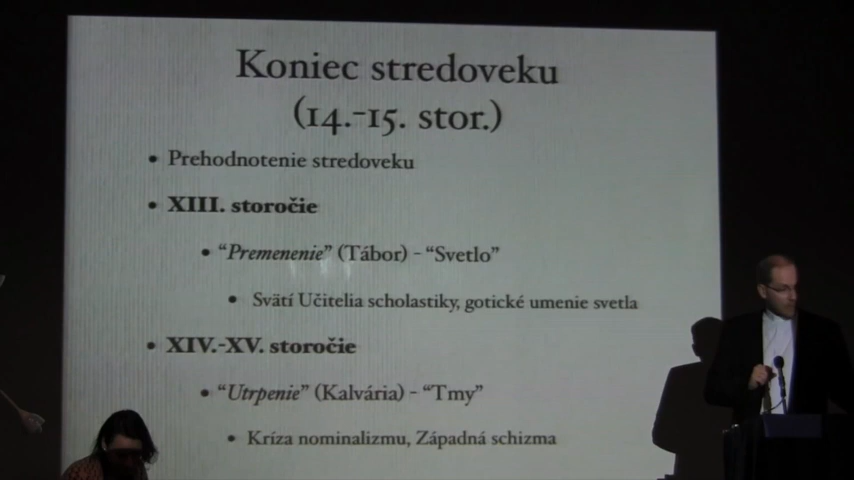 Koniec stredoveku
(14.-15. stor.)
• Prehodnotenie stredoveku
• XIII. storočie
• “Premenenie” (Tábor) - “Svetlo”
• Svätí Učitelia scholastiky, gotické umenie svetla
• XIV.-XV. storočie
• “Utrpenie” (Kalvária) - “Tmy”
• Kríza nominalizmu, Západná schizma